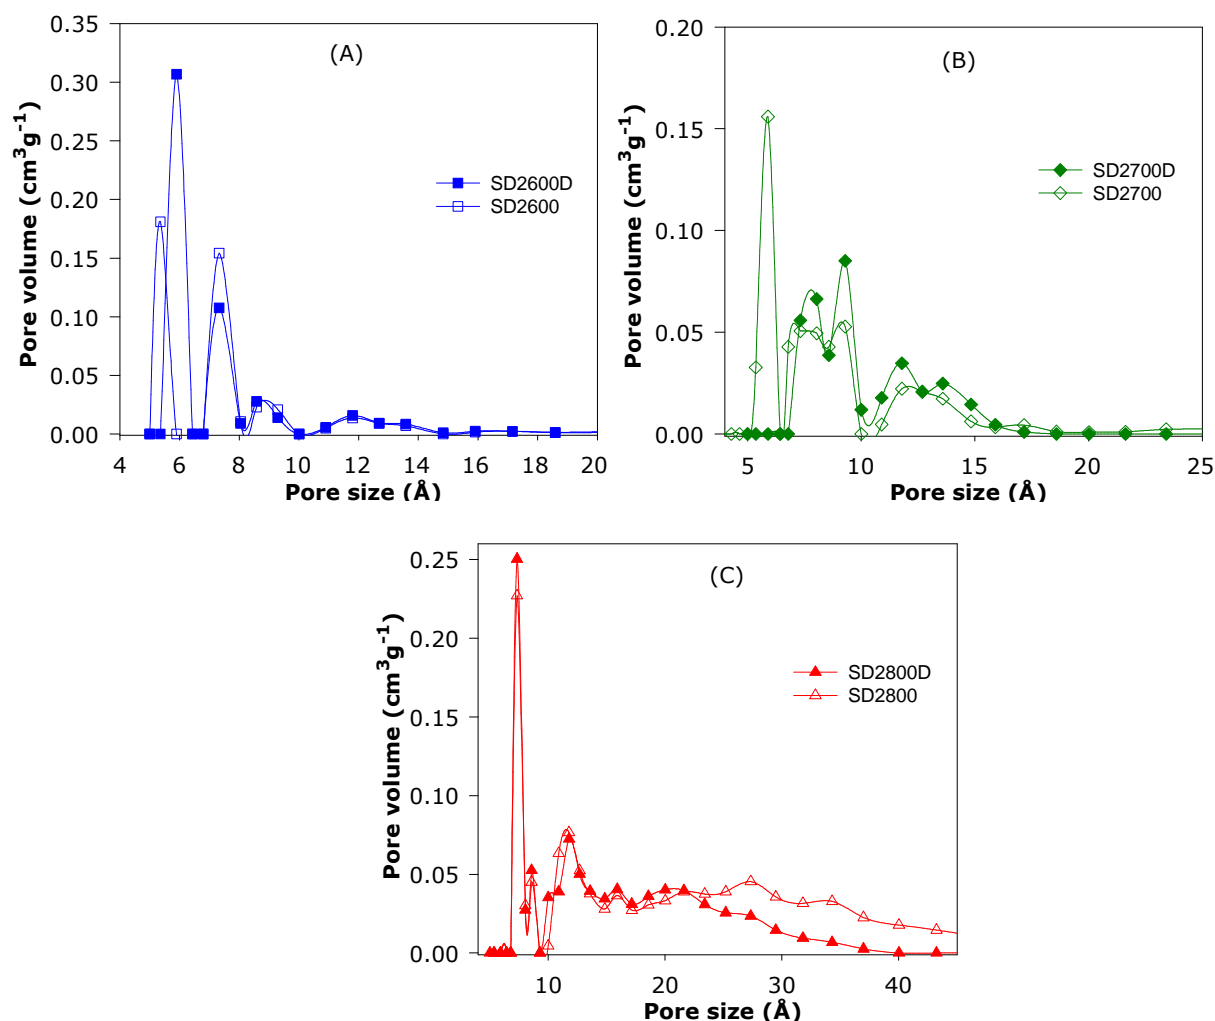 (A)
Pore volume (cm³g⁻¹)
0.35
0.30
0.25
0.20
0.15
0.10
0.05
0.00
SD2600D
SD2600
4 6 8 10 12 14 16 18 20
Pore size (Å)
(B)
Pore volume (cm³g⁻¹)
0.20
0.15
0.10
0.05
0.00
SD2700D
SD2700
5 10 15 20 25
Pore size (Å)
(C)
Pore volume (cm³g⁻¹)
0.25
0.20
0.15
0.10
0.05
0.00
SD2800D
SD2800
10 20 30 40
Pore size (Å)